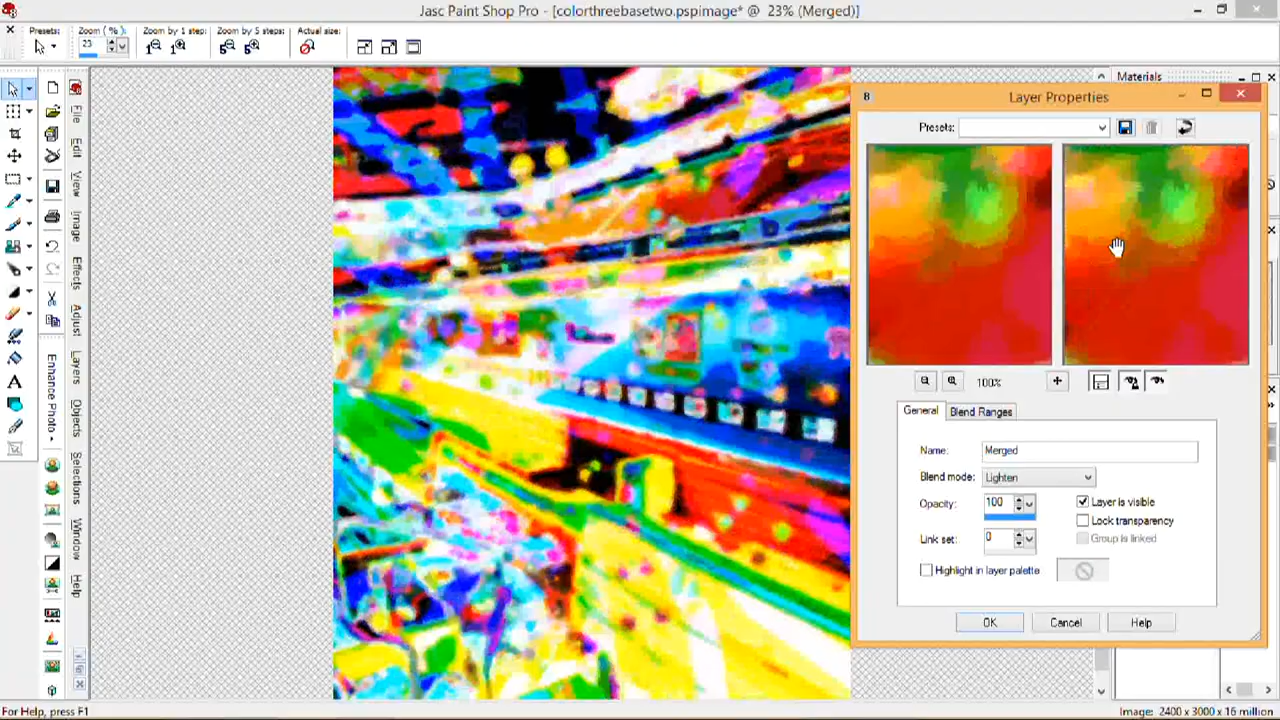 Jasc Paint Shop Pro - [colorthreebasetwo.pspimage* @ 23% (Merged)]
Presets:
Zoom (%):
Zoom by 1 step:
Zoom by 5 steps:
Actual size:
23
Materials
File
Edit
View
Image
Effects
Adjust
Layers
Objects
Selections
Window
Help
Enhance Photo
Layer Properties
Presets:
100%
General
Blend Ranges
Name:
Merged
Blend mode:
Lighten
Opacity:
100
Layer is visible
Lock transparency
Link set:
0
Group is linked
Highlight in layer palette
OK
Cancel
Help
For Help, press F1
Image: 2400 x 3000 x 16 million